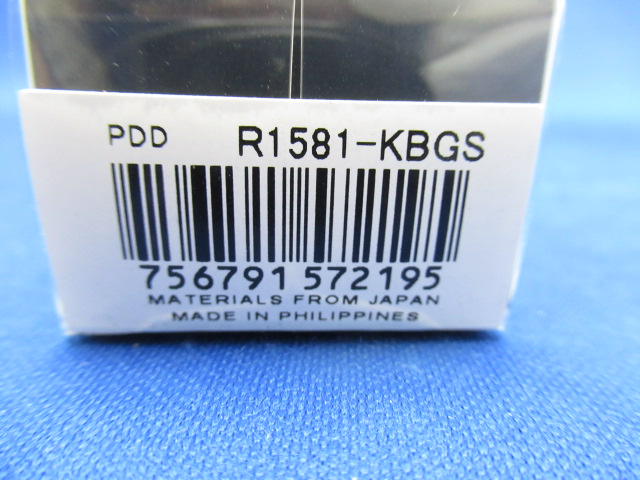 PDD R1581-KBGS
756791 572195
MATERIALS FROM JAPAN
MADE IN PHILIPPINES